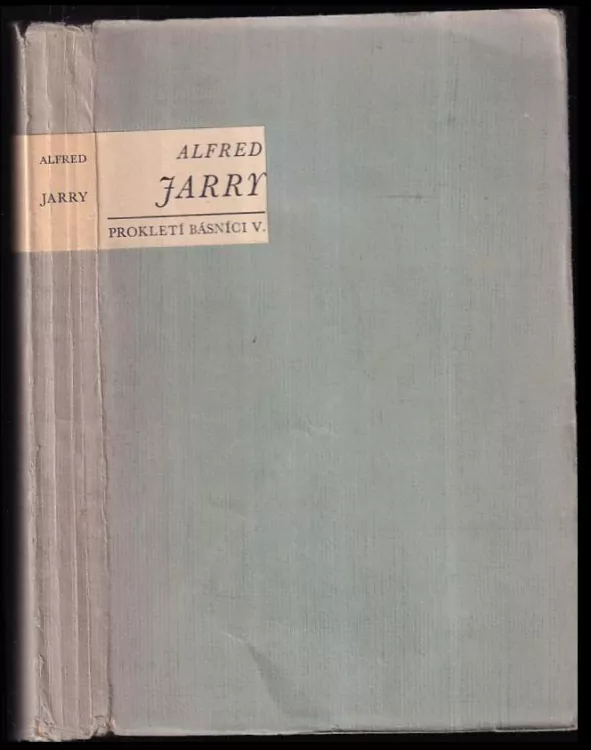 ALFRED
JARRY
ALFRED
JARRY
PROKLETÍ BÁSNÍCI V.